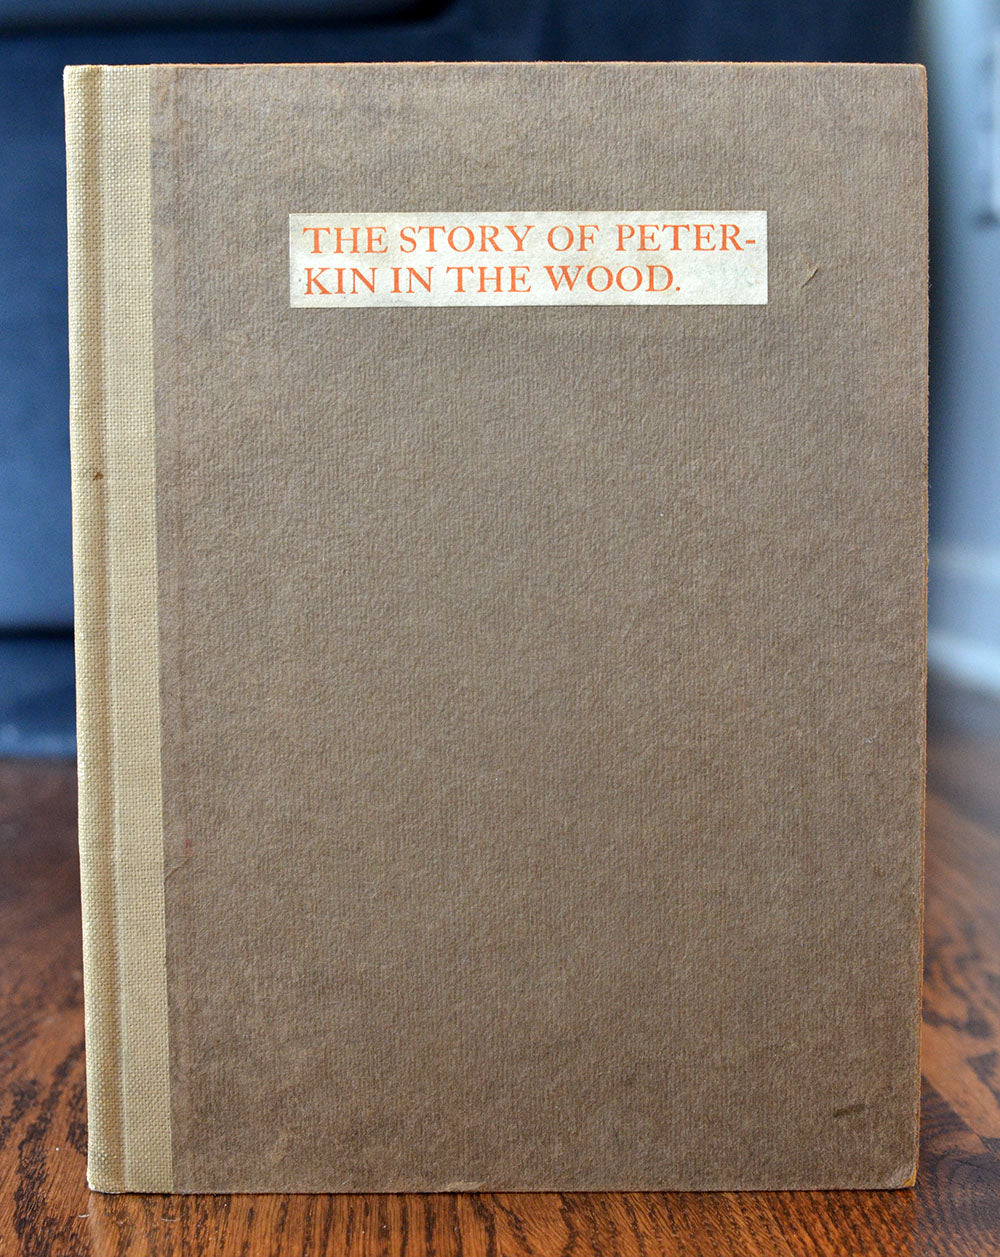 THE STORY OF PETER-
KIN IN THE WOOD.